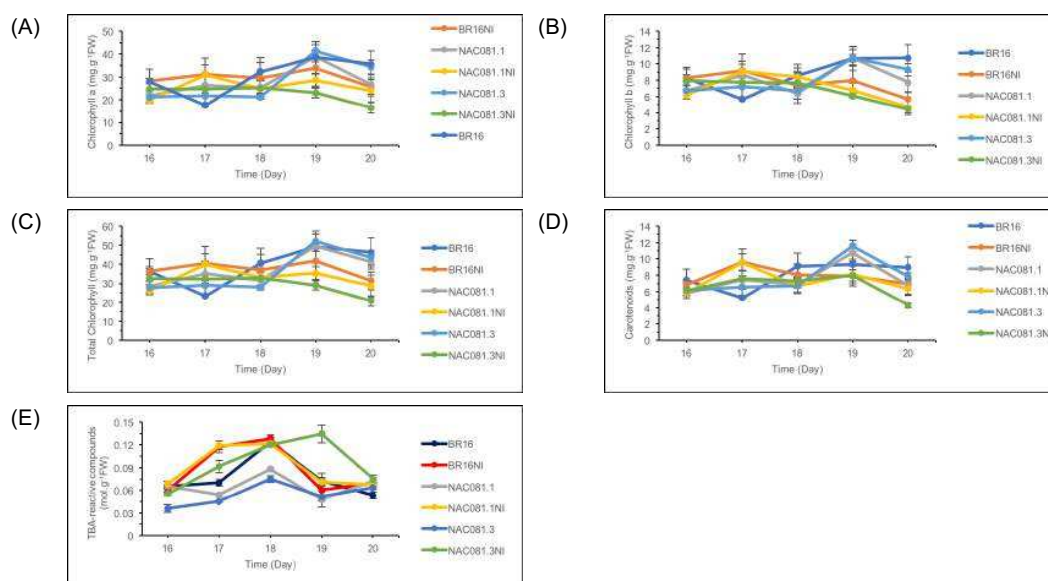 (A)
Chlorophyll a (mg.g⁻¹FW)
50
40
30
20
10
0
16 17 18 19 20
Time (Day)
BR16NI
NAC081.1
NAC081.1NI
NAC081.3
NAC081.3NI
BR16
(B)
Chlorophyll b (mg.g⁻¹FW)
14
12
10
8
6
4
2
0
16 17 18 19 20
Time (Day)
BR16
BR16NI
NAC081.1
NAC081.1NI
NAC081.3
NAC081.3NI
(C)
Total Chlorophyll (mg.g⁻¹FW)
60
50
40
30
20
10
0
16 17 18 19 20
Time (Day)
BR16
BR16NI
NAC081.1
NAC081.1NI
NAC081.3
NAC081.3NI
(D)
Carotenoids (mg.g⁻¹FW)
14
12
10
8
6
4
2
0
16 17 18 19 20
Time (Day)
BR16
BR16NI
NAC081.1
NAC081.1NI
NAC081.3
NAC081.3NI
(E)
TBA-reactive compounds
(mol.g⁻¹FW)
0.15
0.12
0.09
0.06
0.03
0
16 17 18 19 20
Time (Day)
BR16
BR16NI
NAC081.1
NAC081.1NI
NAC081.3
NAC081.3NI